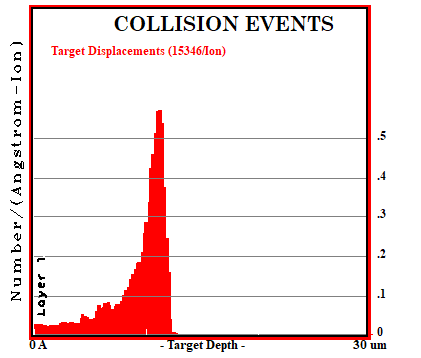 COLLISION EVENTS
Target Displacements (15346/Ion)
Number/(Angstrom-Ion)
.5
.4
.3
.2
.1
0
Layer 1
0 A - Target Depth - 30 um